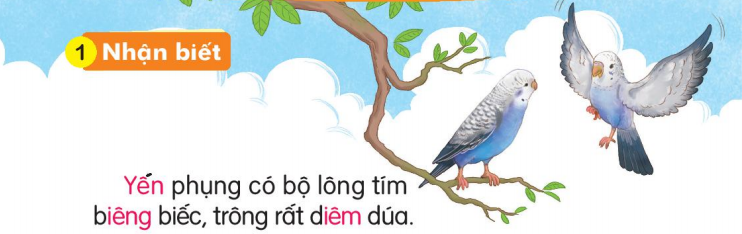 1 Nhận biết
Yến phụng có bộ lông tím
biêng biếc, trông rất diêm dúa.